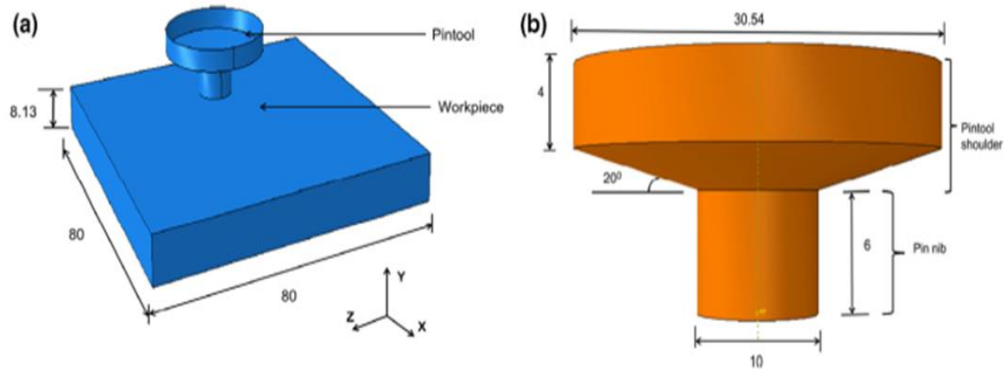 (a)
Pintool
8.13
Workpiece
80
80
Y
Z
X
(b)
30.54
4
Pintool
shoulder
20⁰
6
Pin nib
10